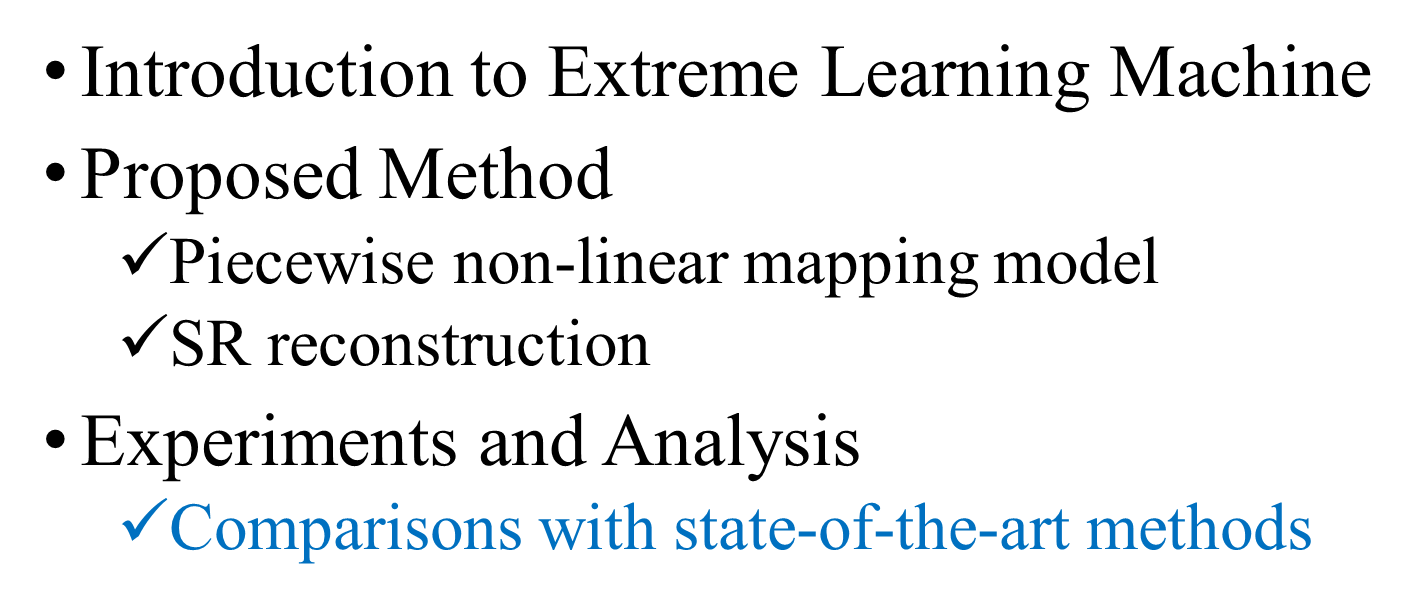 • Introduction to Extreme Learning Machine
• Proposed Method
✓Piecewise non-linear mapping model
✓SR reconstruction
• Experiments and Analysis
✓Comparisons with state-of-the-art methods